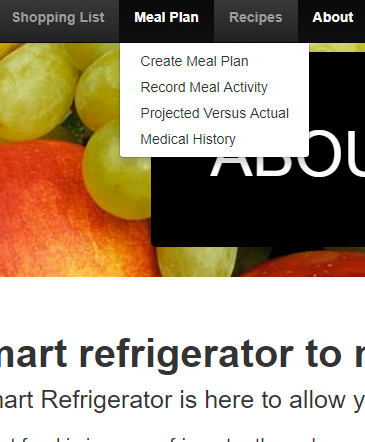 Shopping List Meal Plan Recipes About
Create Meal Plan
Record Meal Activity
Projected Versus Actual
Medical History
ABOU
mart refrigerator to
mart Refrigerator is here to allow y